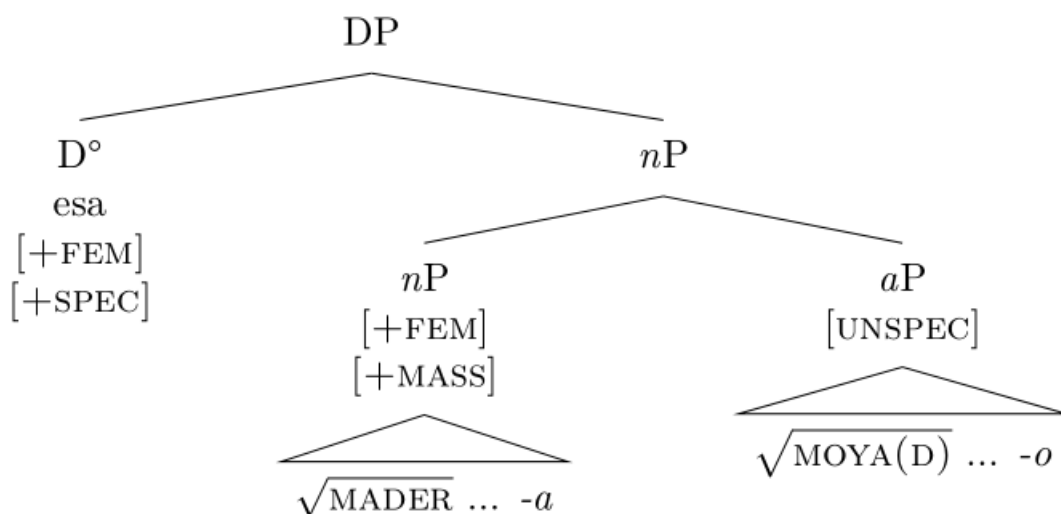 DP
D° nP
esa
[+FEM]
[+SPEC]
nP aP
[+FEM] [UNSPEC]
[+MASS]
√MADER ... -a √MOYA(D) ... -o